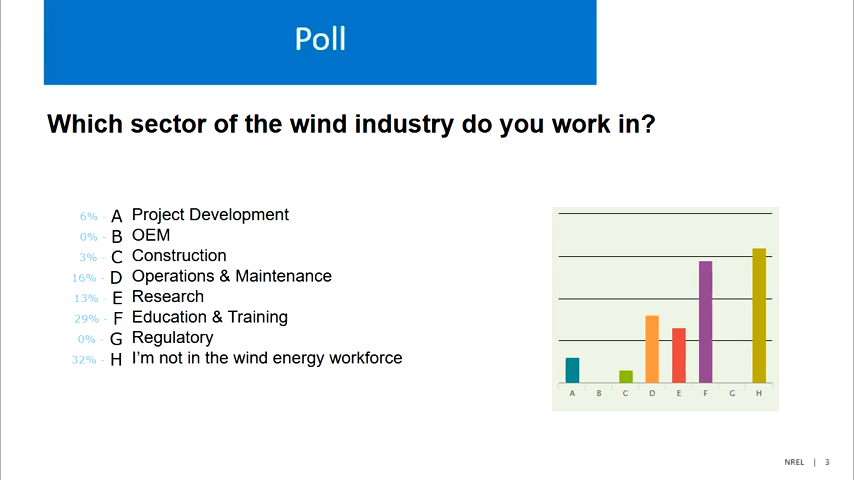 Poll
Which sector of the wind industry do you work in?
6% - A Project Development
0% - B OEM
3% - C Construction
16% - D Operations & Maintenance
13% - E Research
29% - F Education & Training
0% - G Regulatory
32% - H I'm not in the wind energy workforce
A B C D E F G H
NREL | 3